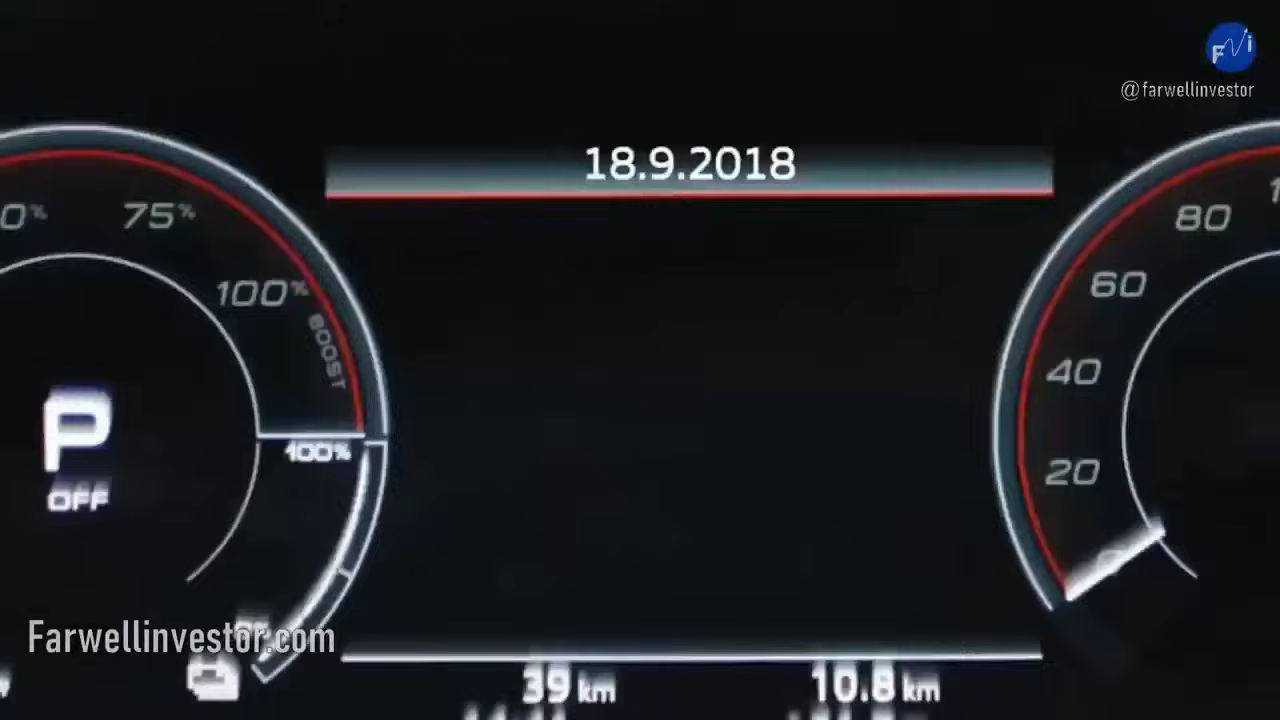 Fi
@farwellinvestor
18.9.2018
75%
80
100%
60
BOOST
40
P
100%
20
OFF
Farwellinvestor.com
39 km
10.8 km